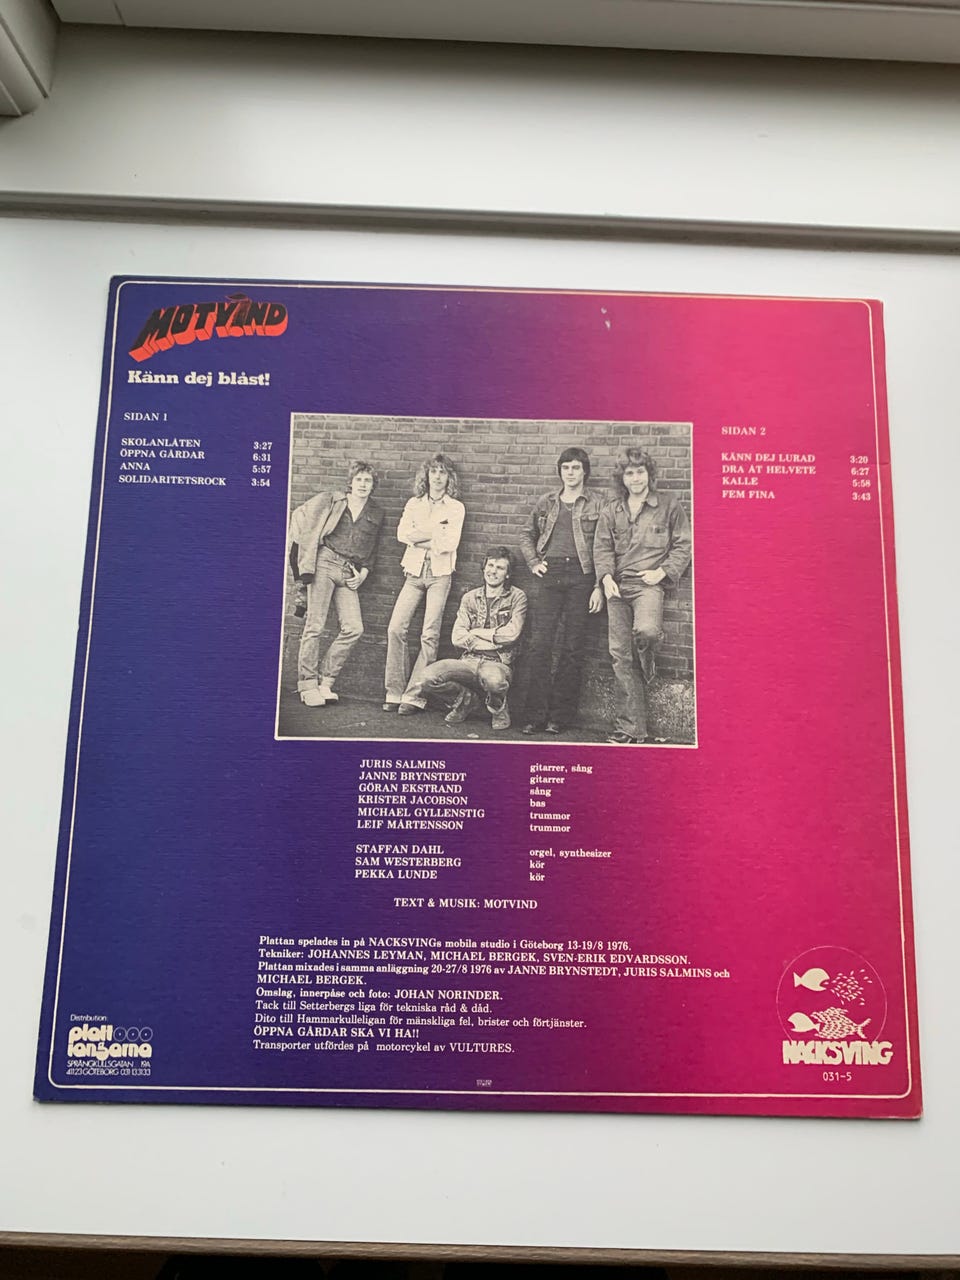 MOTVIND
Känn dej blåst!
SIDAN 1
SKOLANLÅTEN 3:27
ÖPPNA GÅRDAR 6:31
ANNA 5:57
SOLIDARITETSROCK 3:54
SIDAN 2
KÄNN DEJ LURAD 3:20
DRA ÅT HELVETE 6:27
KALLE 5:58
FEM FINA 3:43
JURIS SALMINS gitarrer, sång
JANNE BRYNSTEDT gitarrer
GÖRAN EKSTRAND sång
KRISTER JACOBSON bas
MICHAEL GYLLENSTIG trummor
LEIF MÅRTENSSON trummor
STAFFAN DAHL orgel, synthesizer
SAM WESTERBERG kör
PEKKA LUNDE kör
TEXT & MUSIK: MOTVIND
Plattan spelades in på NACKSVINGs mobila studio i Göteborg 13-19/8 1976.
Tekniker: JOHANNES LEYMAN, MICHAEL BERGEK, SVEN-ERIK EDVARDSSON.
Plattan mixades i samma anläggning 20-27/8 1976 av JANNE BRYNSTEDT, JURIS SALMINS och
MICHAEL BERGEK.
Omslag, innerpåse och foto: JOHAN NORINDER.
Tack till Setterbergs liga för tekniska råd & dåd.
Dito till Hammarkulleligan för mänskliga fel, brister och förtjänster.
ÖPPNA GÅRDAR SKA VI HA!!
Transporter utfördes på motorcykel av VULTURES.
Distribution:
plattlangarna
SPRÄNGKULLSGATAN 19A
41123 GÖTEBORG 031 131133
NACKSVING
031-5